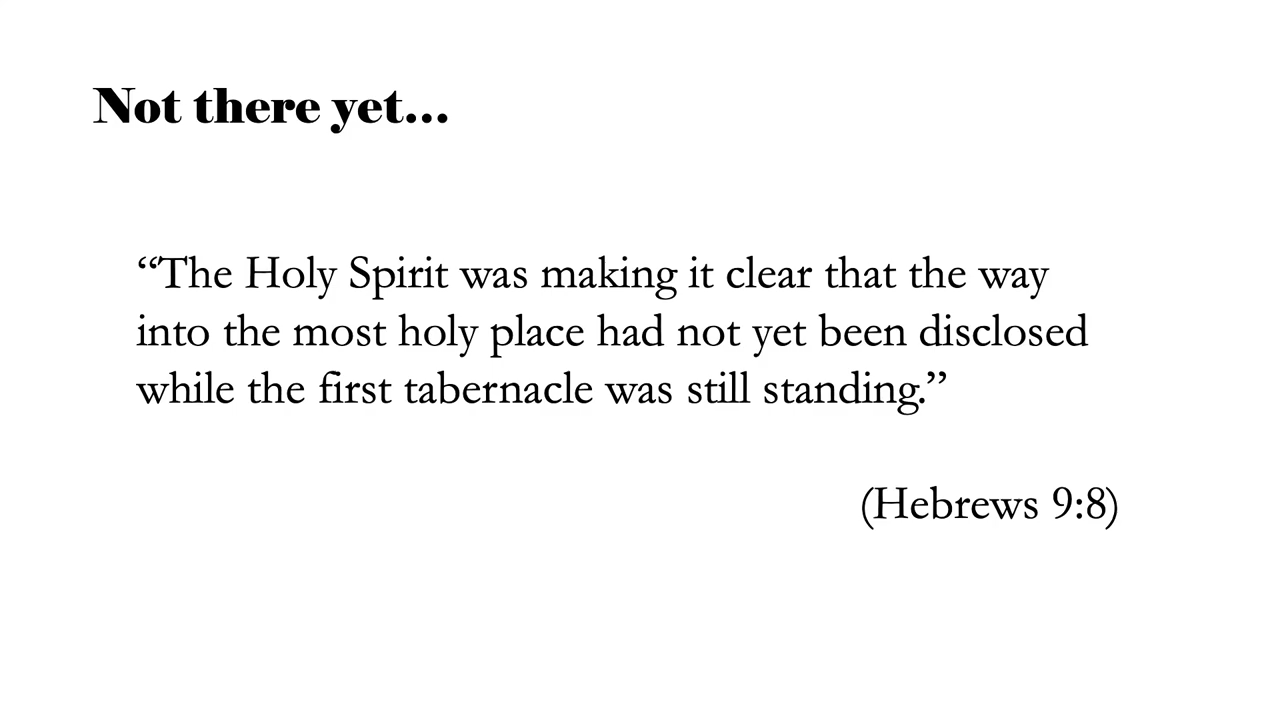 Not there yet...
“The Holy Spirit was making it clear that the way
into the most holy place had not yet been disclosed
while the first tabernacle was still standing.”
(Hebrews 9:8)